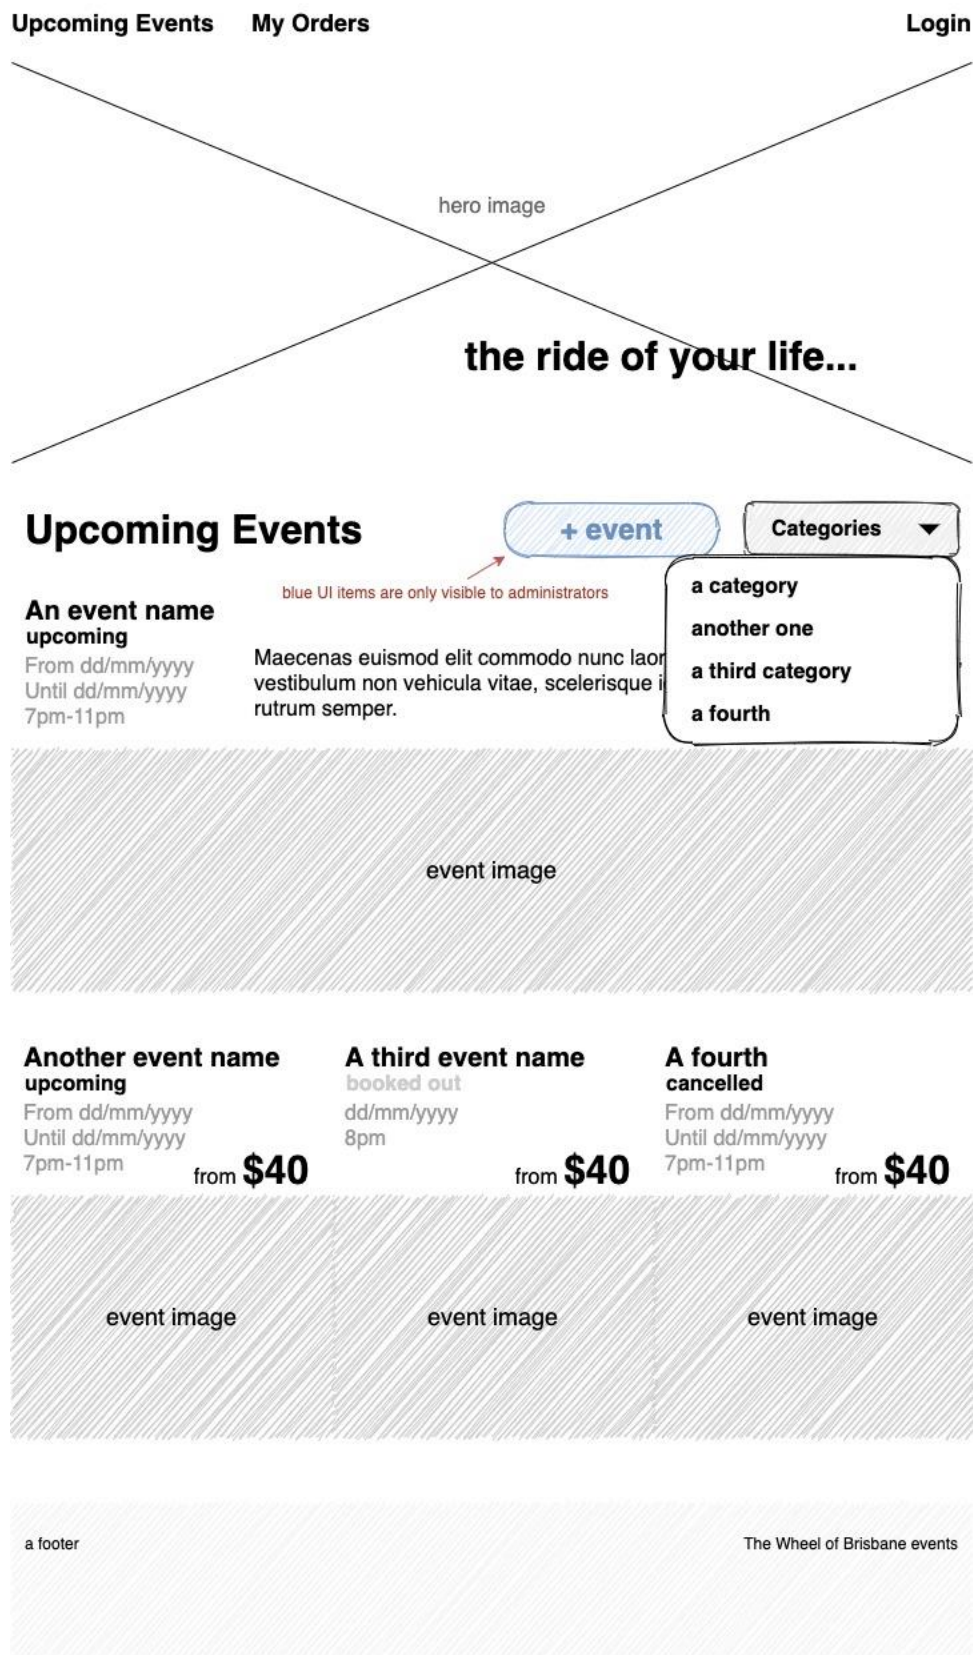 Upcoming Events My Orders Login
hero image
the ride of your life...
Upcoming Events
+ event
Categories
blue UI items are only visible to administrators
a category
another one
a third category
a fourth
An event name
upcoming
From dd/mm/yyyy
Until dd/mm/yyyy
7pm-11pm
Maecenas euismod elit commodo nunc laor
vestibulum non vehicula vitae, scelerisque i
rutrum semper.
event image
Another event name
upcoming
From dd/mm/yyyy
Until dd/mm/yyyy
7pm-11pm
from $40
A third event name
booked out
dd/mm/yyyy
8pm
from $40
A fourth
cancelled
From dd/mm/yyyy
Until dd/mm/yyyy
7pm-11pm
from $40
event image
event image
event image
a footer
The Wheel of Brisbane events